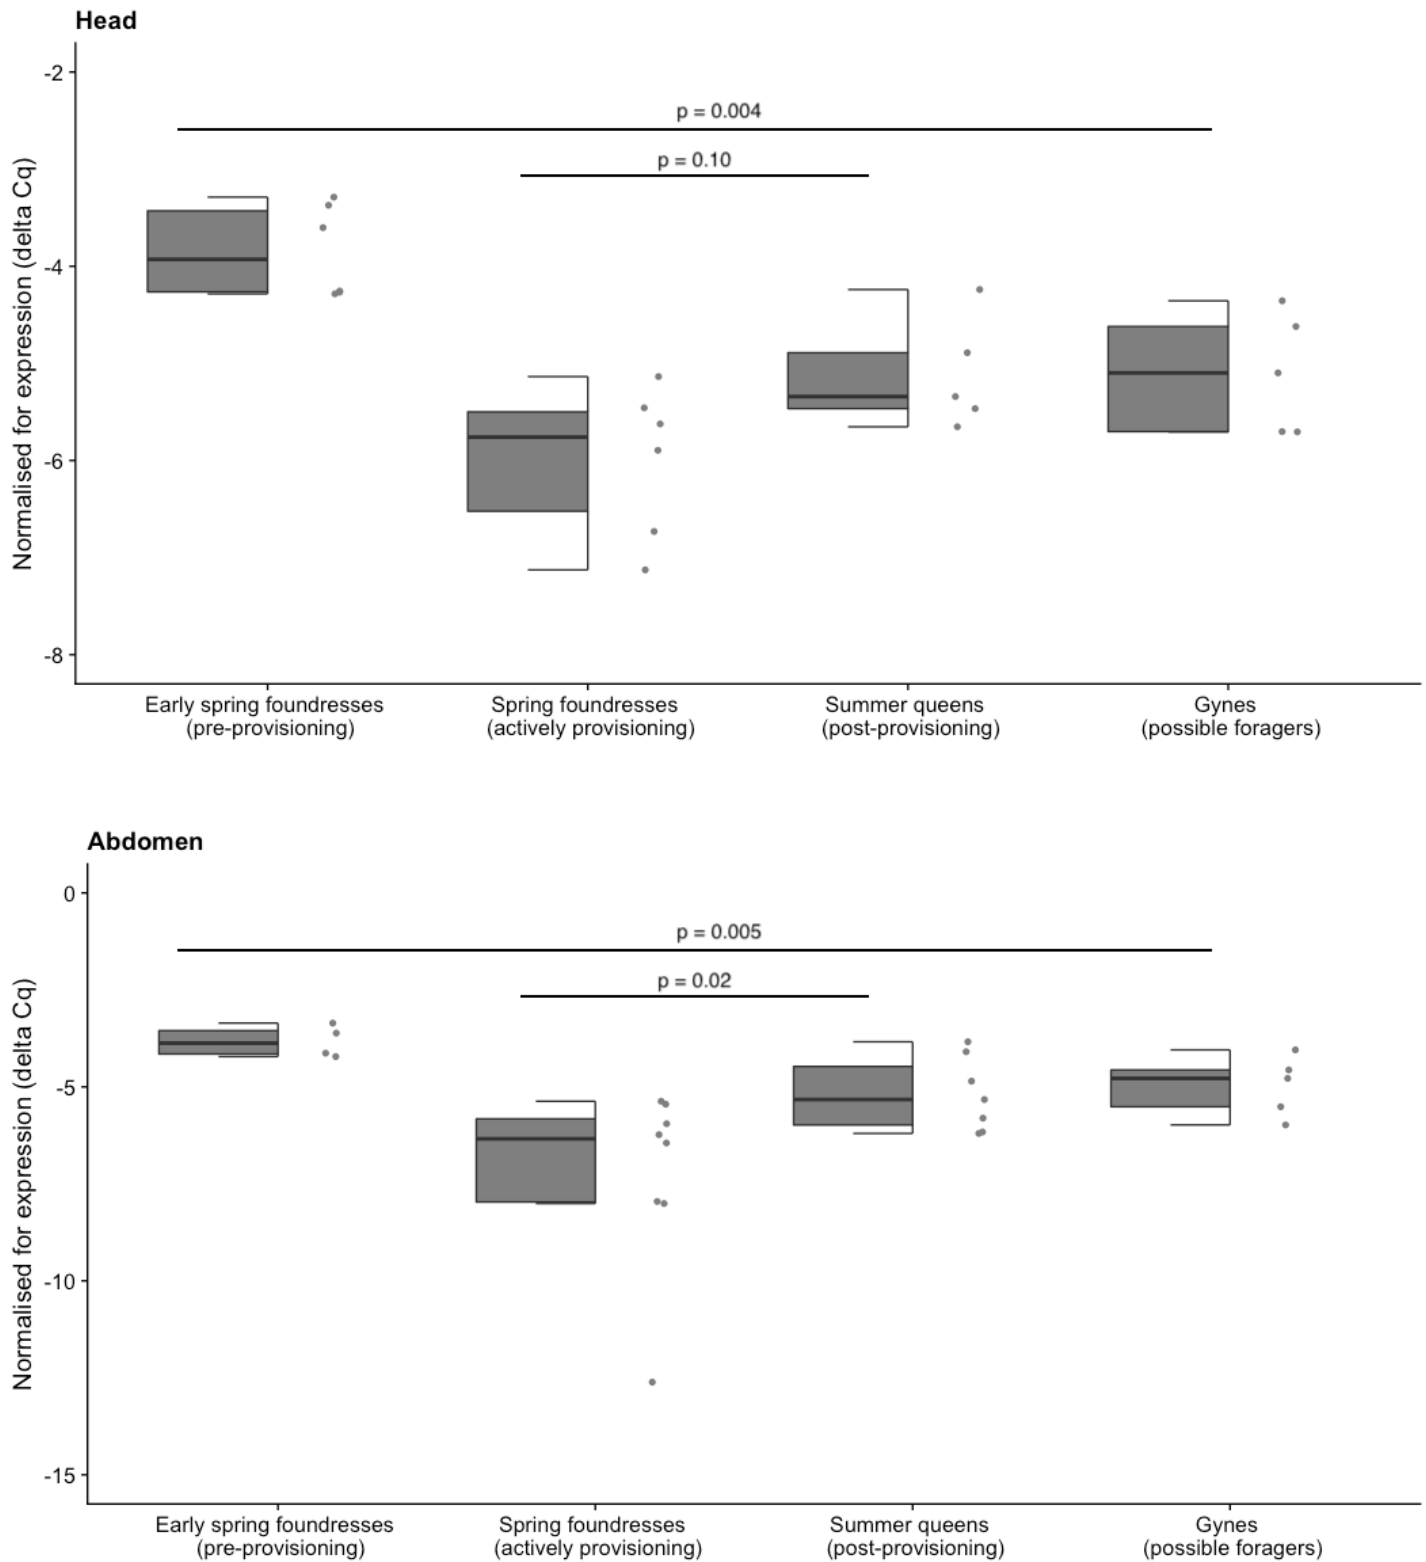 Head
Normalised for expression (delta Cq)
-2
-4
-6
-8
p = 0.004
p = 0.10
Early spring foundresses
(pre-provisioning)
Spring foundresses
(actively provisioning)
Summer queens
(post-provisioning)
Gynes
(possible foragers)
Abdomen
Normalised for expression (delta Cq)
0
-5
-10
-15
p = 0.005
p = 0.02
Early spring foundresses
(pre-provisioning)
Spring foundresses
(actively provisioning)
Summer queens
(post-provisioning)
Gynes
(possible foragers)